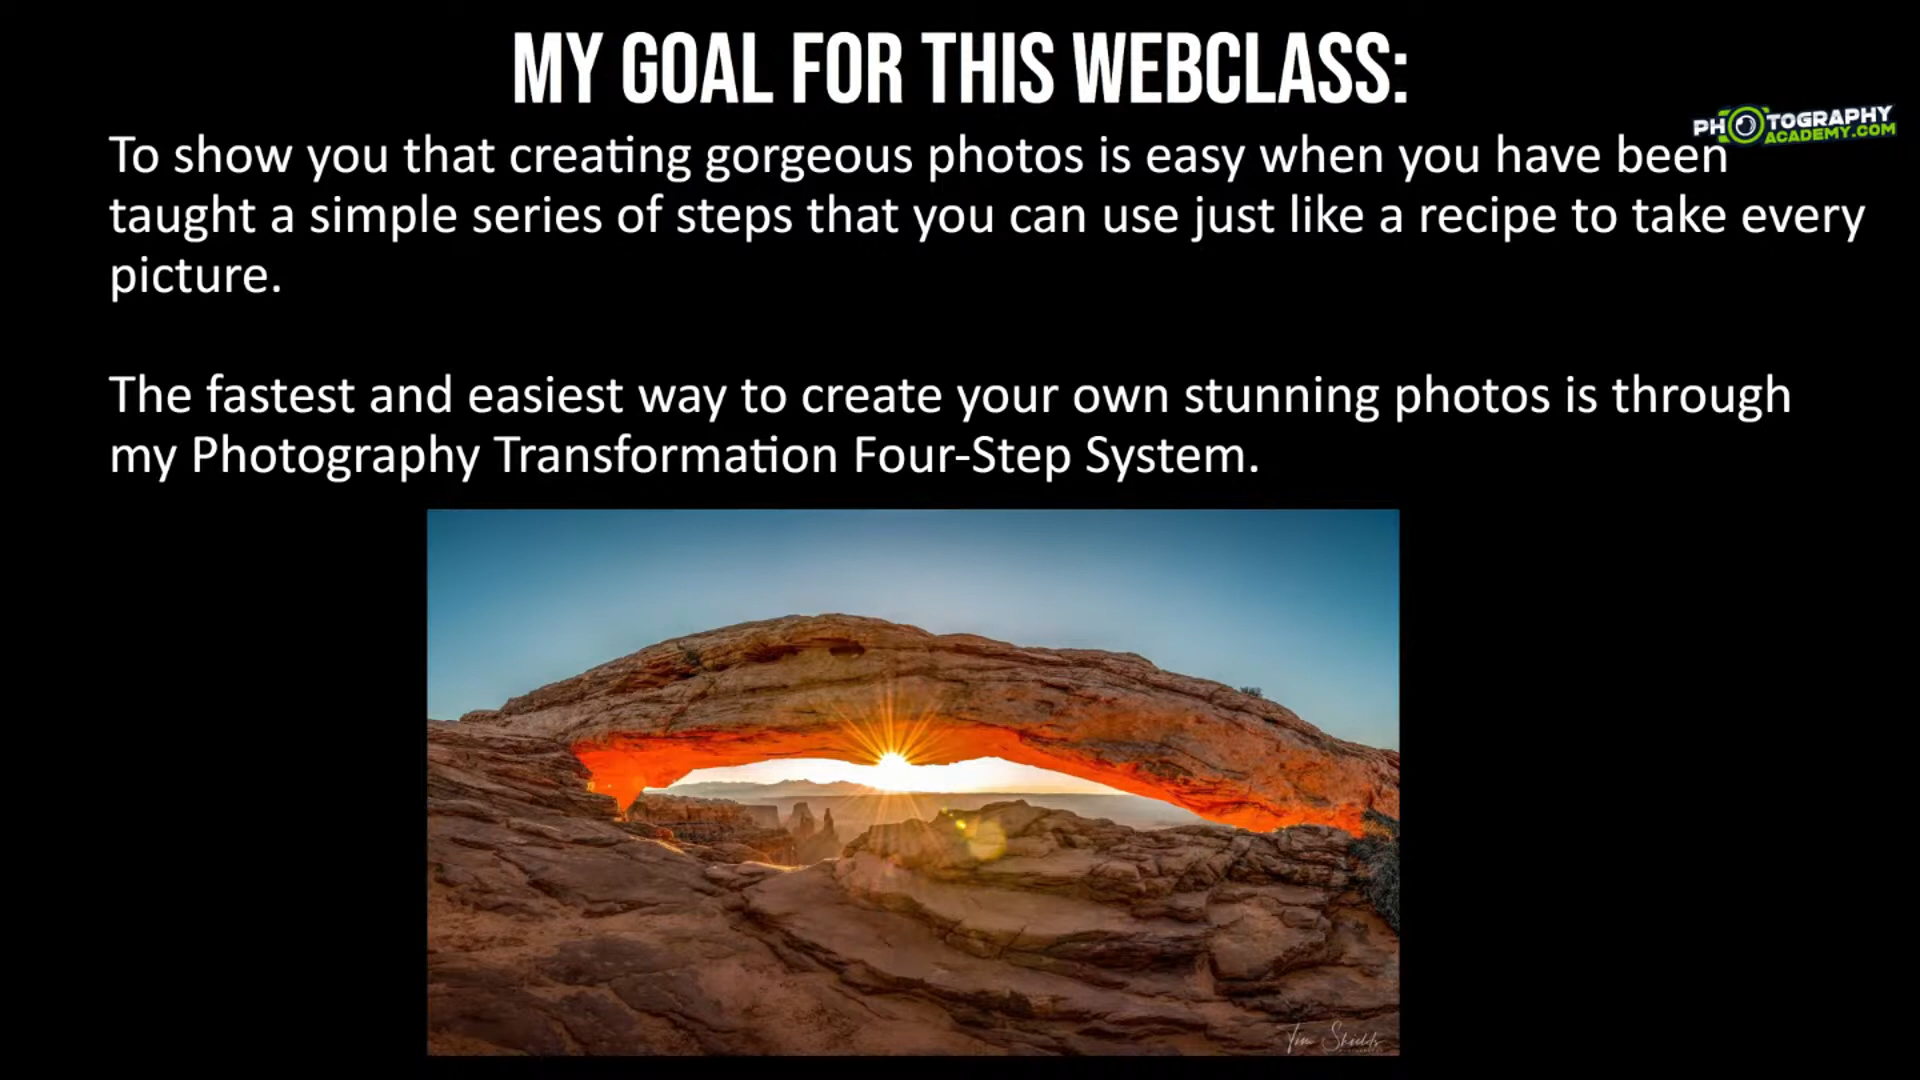 MY GOAL FOR THIS WEBCLASS:
PHOTOGRAPHY
ACADEMY.COM
To show you that creating gorgeous photos is easy when you have been
taught a simple series of steps that you can use just like a recipe to take every
picture.
The fastest and easiest way to create your own stunning photos is through
my Photography Transformation Four-Step System.
Tim Shields